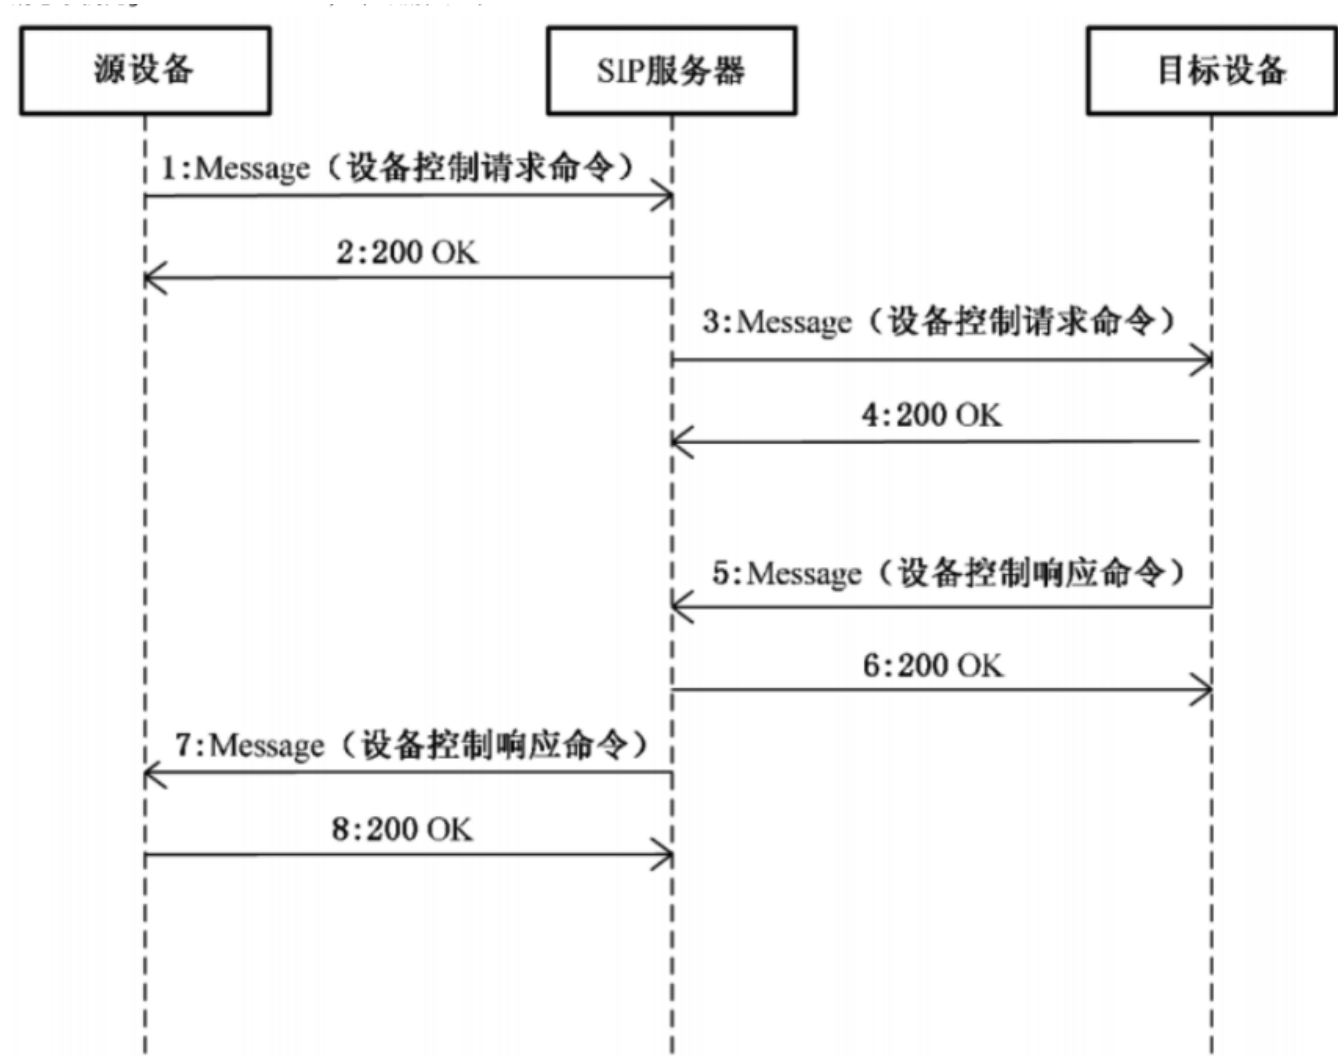 源设备
SIP服务器
目标设备
1:Message（设备控制请求命令）
2:200 OK
3:Message（设备控制请求命令）
4:200 OK
5:Message（设备控制响应命令）
6:200 OK
7:Message（设备控制响应命令）
8:200 OK